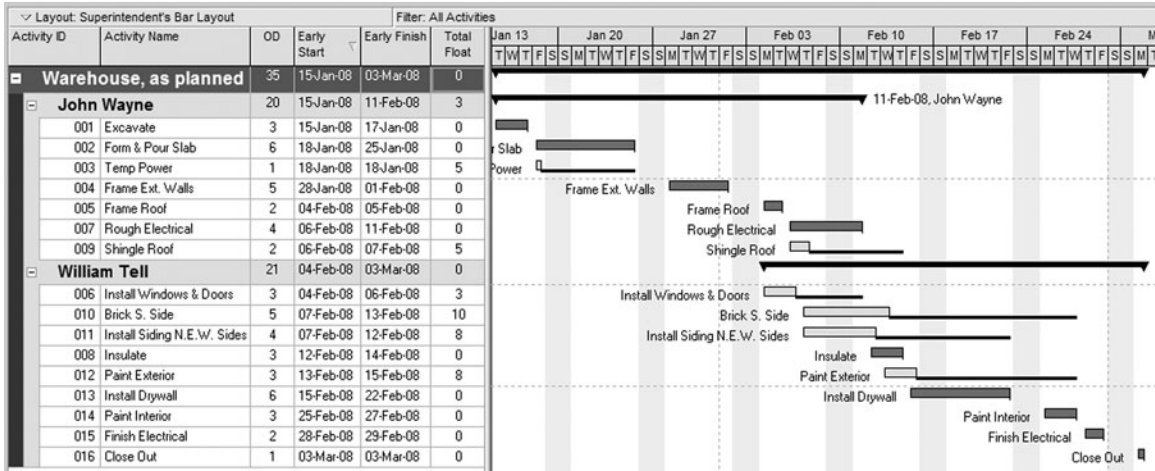 Layout: Superintendent's Bar Layout Filter: All Activities
Activity ID Activity Name OD Early Start Early Finish Total Float Jan 13 Jan 20 Jan 27 Feb 03 Feb 10 Feb 17 Feb 24 M
T W T F S S M T W T F S S M T W T F S S M T W T F S S M T W T F S S M T W T F S S M T W T F S S M T
Warehouse, as planned 35 15-Jan-08 03-Mar-08 0
John Wayne 20 15-Jan-08 11-Feb-08 3 11-Feb-08, John Wayne
001 Excavate 3 15-Jan-08 17-Jan-08 0
002 Form & Pour Slab 6 18-Jan-08 25-Jan-08 0 r Slab
003 Temp Power 1 18-Jan-08 18-Jan-08 5 Power
004 Frame Ext. Walls 5 28-Jan-08 01-Feb-08 0 Frame Ext. Walls
005 Frame Roof 2 04-Feb-08 05-Feb-08 0 Frame Roof
007 Rough Electrical 4 06-Feb-08 11-Feb-08 0 Rough Electrical
009 Shingle Roof 2 06-Feb-08 07-Feb-08 5 Shingle Roof
William Tell 21 04-Feb-08 03-Mar-08 0
006 Install Windows & Doors 3 04-Feb-08 06-Feb-08 3 Install Windows & Doors
010 Brick S. Side 5 07-Feb-08 13-Feb-08 10 Brick S. Side
011 Install Siding N.E.W. Sides 4 07-Feb-08 12-Feb-08 8 Install Siding N.E.W. Sides
008 Insulate 3 12-Feb-08 14-Feb-08 0 Insulate
012 Paint Exterior 3 13-Feb-08 15-Feb-08 8 Paint Exterior
013 Install Drywall 6 15-Feb-08 22-Feb-08 0 Install Drywall
014 Paint Interior 3 25-Feb-08 27-Feb-08 0 Paint Interior
015 Finish Electrical 2 28-Feb-08 29-Feb-08 0 Finish Electrical
016 Close Out 1 03-Mar-08 03-Mar-08 0 Close Out